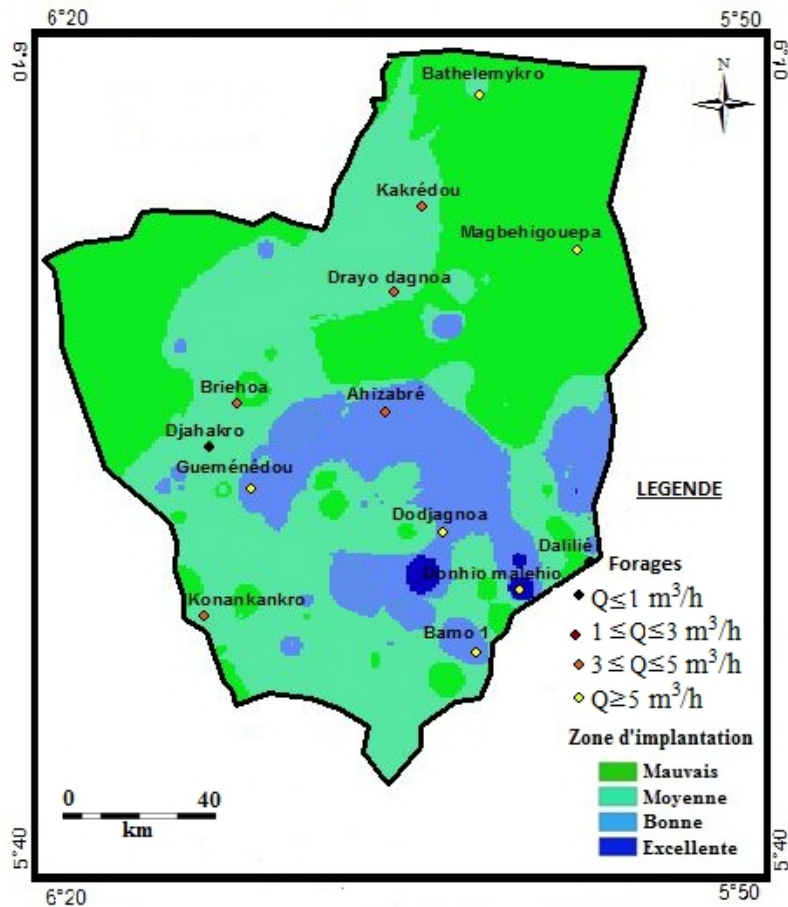 6°20
5°50
6°10
6°10
N
Bathelemykro
Kakrédou
Magbehigouepa
Drayo dagnoa
Briehoa
Ahizabré
Djahakro
Gueménédou
LEGENDE
Dodjagnoa
Dalilié
Forages
Donhio malehio
Q≤1 m³/h
Konankankro
1 ≤Q≤3 m³/h
Bamo 1
3 ≤Q≤5 m³/h
Q≥5 m³/h
Zone d'implantation
Mauvais
Moyenne
Bonne
Excellente
0 40
km
5°40
5°40
6°20
5°50